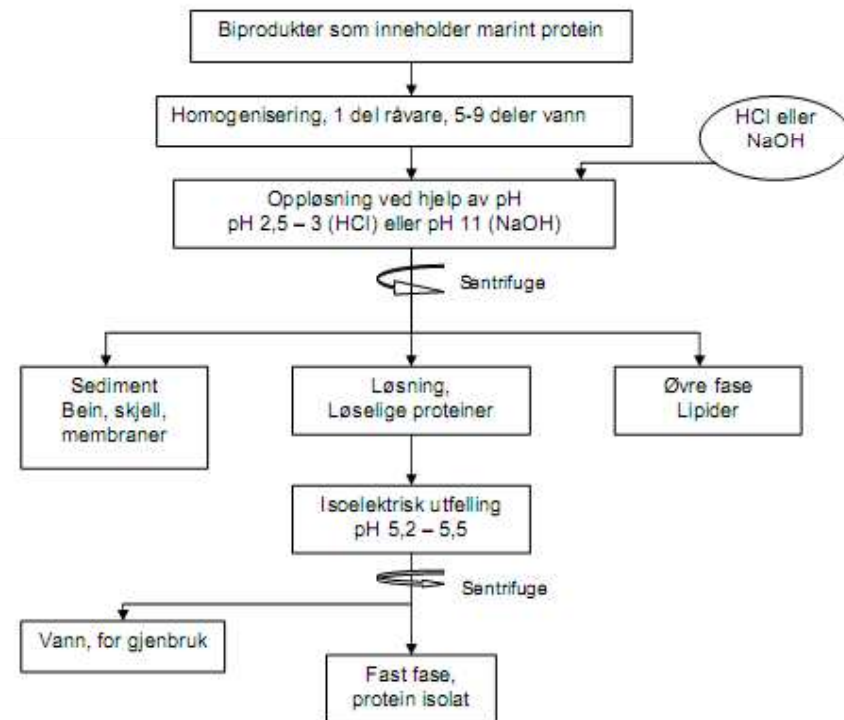 Biprodukter som inneholder marint protein
Homogenisering, 1 del råvare, 5-9 deler vann
HCl eller
NaOH
Oppløsning ved hjelp av pH
pH 2,5 – 3 (HCl) eller pH 11 (NaOH)
Sentrifuge
Sediment
Bein, skjell,
membraner
Løsning,
Løselige proteiner
Øvre fase
Lipider
Isoelektrisk utfelling
pH 5,2 – 5,5
Sentrifuge
Vann, for gjenbruk
Fast fase,
protein isolat